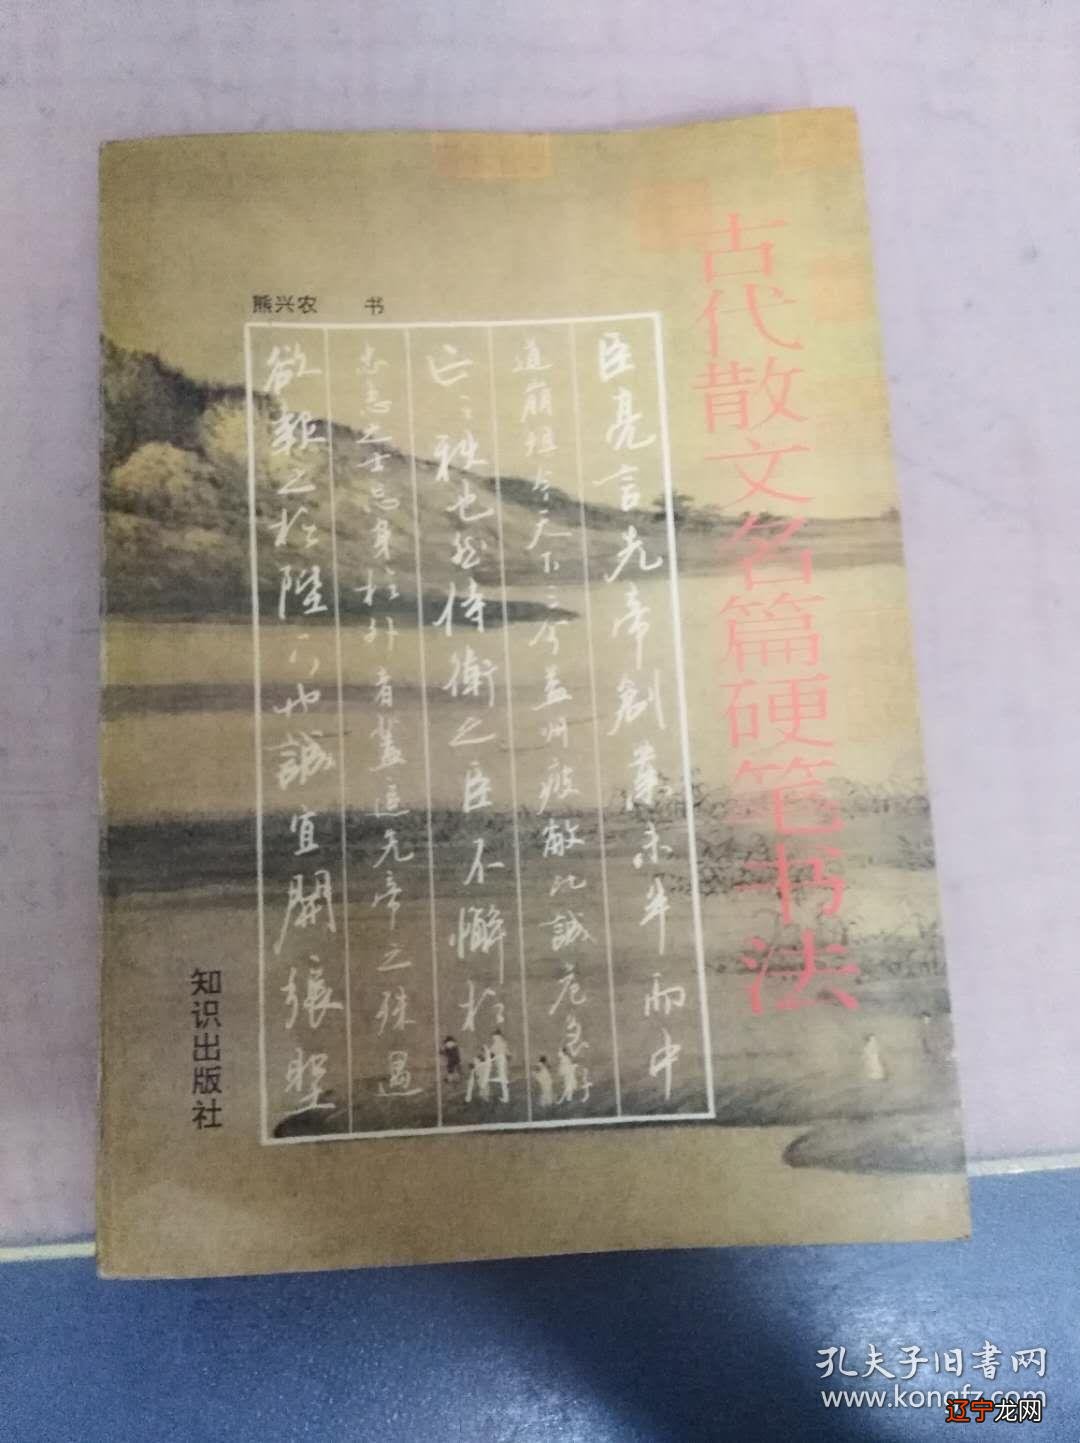 古代散文名篇硬笔书法
熊兴农 书
臣亮言先帝創業未半而中
道崩殂今天下三分益州疲敝此誠危急存
亡之秋也然侍衛之臣不懈於内
忠志之士忘身於外者蓋追先帝之殊遇
欲報之於陛下也誠宜開張聖
知识出版社
孔夫子旧书网
www.kongfz.com
辽宁龙网